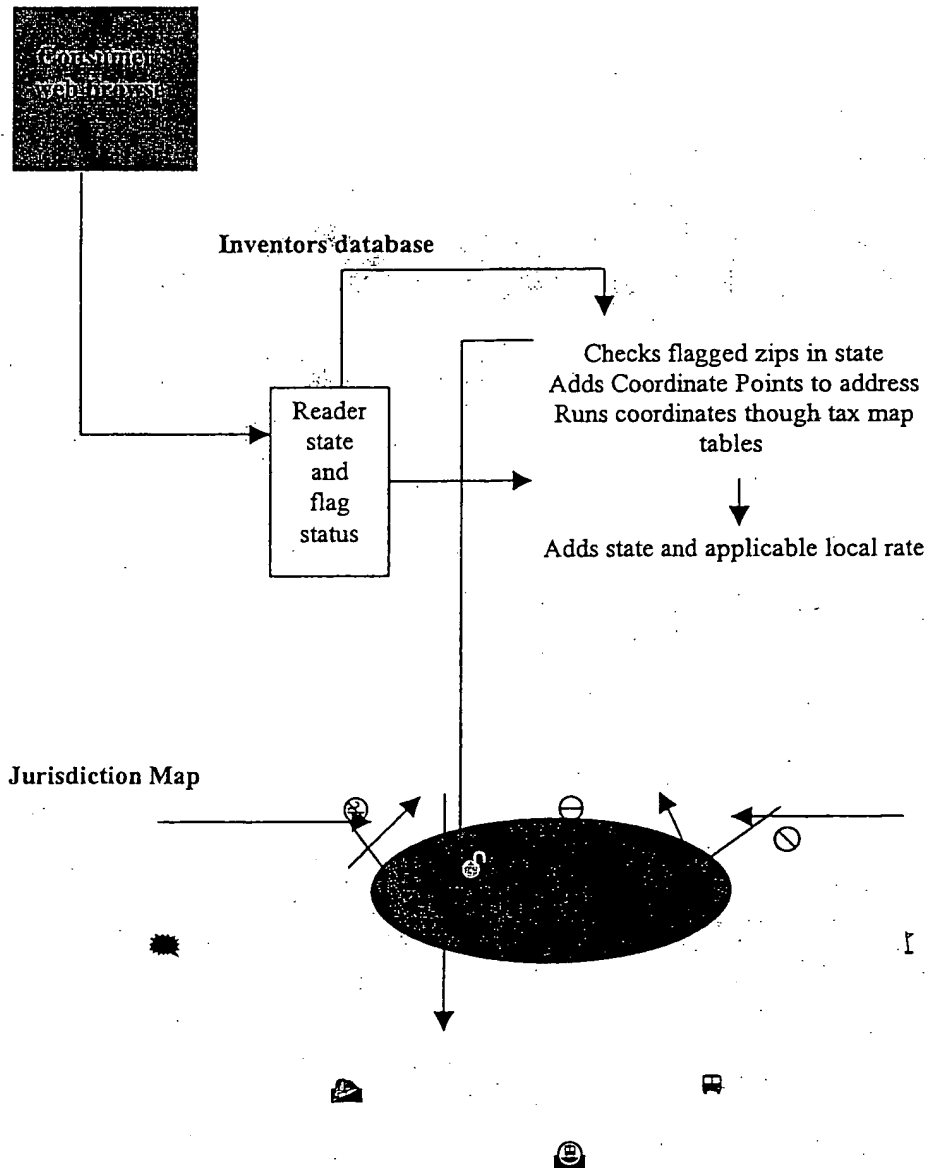 Consumer
web browse
Inventors database
Checks flagged zips in state
Adds Coordinate Points to address
Runs coordinates though tax map
tables
Reader
state
and
flag
status
Adds state and applicable local rate
Jurisdiction Map